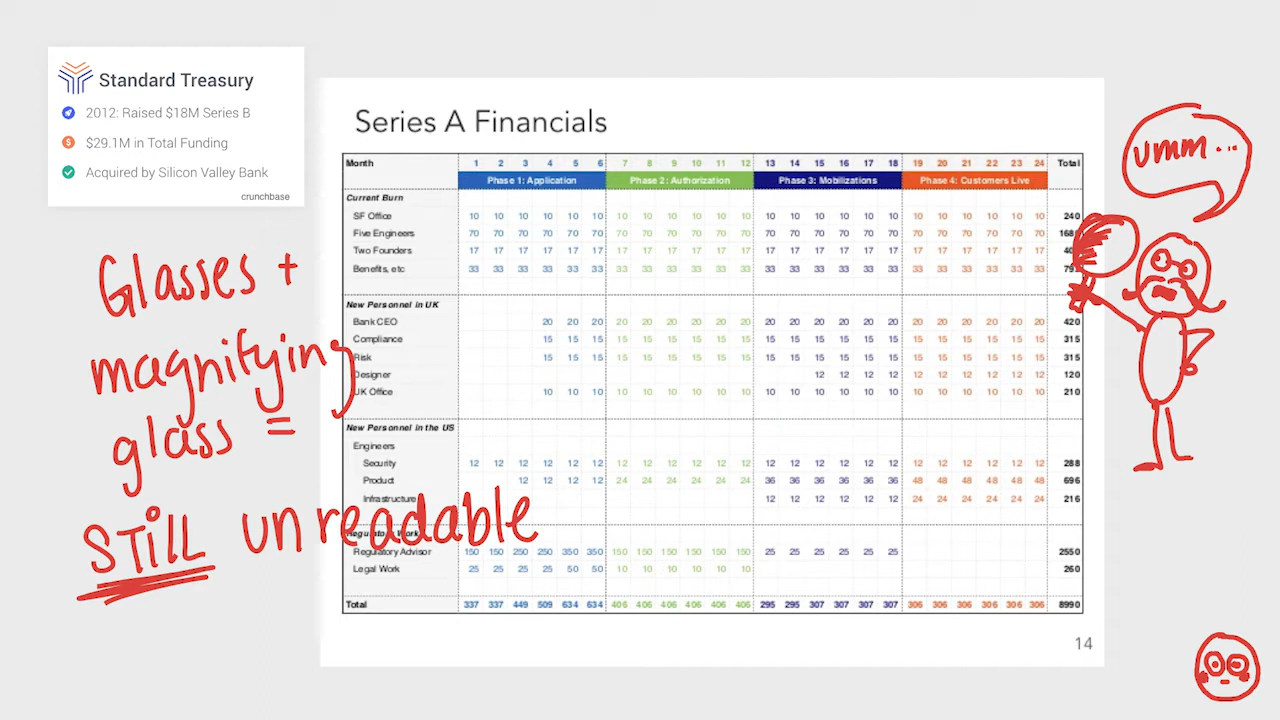 Standard Treasury
2012: Raised $18M Series B
$29.1M in Total Funding
Acquired by Silicon Valley Bank
crunchbase
Glasses +
magnifying
glass =
STILL unreadable
Series A Financials
Month 1 2 3 4 5 6 7 8 9 10 11 12 13 14 15 16 17 18 19 20 21 22 23 24 Total
Phase 1: Application Phase 2: Authorization Phase 3: Mobilizations Phase 4: Customers Live
Current Burn
SF Office 10 10 10 10 10 10 10 10 10 10 10 10 10 10 10 10 10 10 10 10 10 10 10 10 240
Five Engineers 70 70 70 70 70 70 70 70 70 70 70 70 70 70 70 70 70 70 70 70 70 70 70 70 168
Two Founders 17 17 17 17 17 17 17 17 17 17 17 17 17 17 17 17 17 17 17 17 17 17 17 17
Benefits, etc 33 33 33 33 33 33 33 33 33 33 33 33 33 33 33 33 33 33 33 33 33 33 33 33 79
New Personnel in UK
Bank CEO 20 20 20 20 20 20 20 20 20 20 20 20 20 20 20 20 20 20 20 20 20 420
Compliance 15 15 15 15 15 15 15 15 15 15 15 15 15 15 15 15 15 15 15 15 15 315
Risk 15 15 15 15 15 15 15 15 15 15 15 15 15 15 15 15 15 15 15 15 15 315
Designer 12 12 12 12 12 12 12 12 12 12 120
UK Office 10 10 10 10 10 10 10 10 10 10 10 10 10 10 10 10 10 10 10 10 10 210
New Personnel in the US
Engineers
Security 12 12 12 12 12 12 12 12 12 12 12 12 12 12 12 12 12 12 12 12 12 12 12 12 288
Product 12 12 12 12 24 24 24 24 24 24 36 36 36 36 36 36 48 48 48 48 48 48 696
Infrastructure 12 12 12 12 12 12 24 24 24 24 24 24 216
Regulatory Work
Regulatory Advisor 150 150 250 250 350 350 150 150 150 150 150 150 25 25 25 25 25 25 2550
Legal Work 25 25 25 25 50 50 10 10 10 10 10 10 260
Total 337 337 449 509 634 634 406 406 406 406 406 406 295 295 307 307 307 307 306 306 306 306 306 306 8990
14
umm...